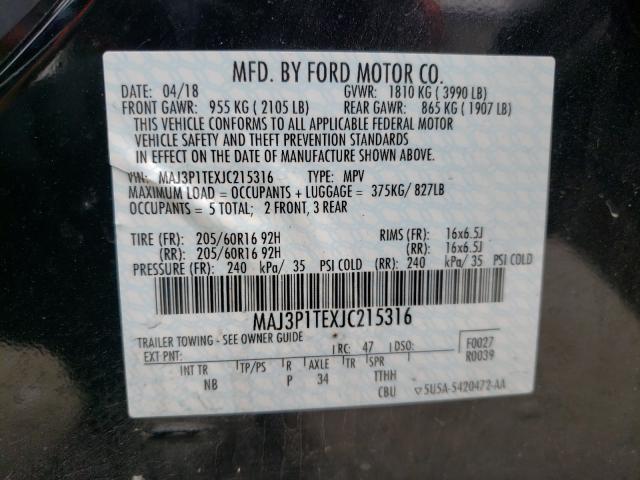 MFD. BY FORD MOTOR CO.
DATE: 04/18 GVWR: 1810 KG ( 3990 LB)
FRONT GAWR: 955 KG ( 2105 LB) REAR GAWR: 865 KG ( 1907 LB)
THIS VEHICLE CONFORMS TO ALL APPLICABLE FEDERAL MOTOR
VEHICLE SAFETY AND THEFT PREVENTION STANDARDS
IN EFFECT ON THE DATE OF MANUFACTURE SHOWN ABOVE.
VIN: MAJ3P1TEXJC215316 TYPE: MPV
MAXIMUM LOAD = OCCUPANTS + LUGGAGE = 375KG/ 827LB
OCCUPANTS = 5 TOTAL; 2 FRONT, 3 REAR
TIRE (FR): 205/60R16 92H RIMS (FR): 16x6.5J
(RR): 205/60R16 92H (RR): 16x6.5J
PRESSURE (FR): 240 kPa/ 35 PSI COLD (RR): 240 kPa/ 35 PSI COLD
MAJ3P1TEXJC215316
TRAILER TOWING - SEE OWNER GUIDE
EXT PNT: RC: 47 DSO: F0027
R0039
INT TR TP/PS R AXLE TR SPR
NB P 34 TTHH
CBU ▽5U5A-5420472-AA